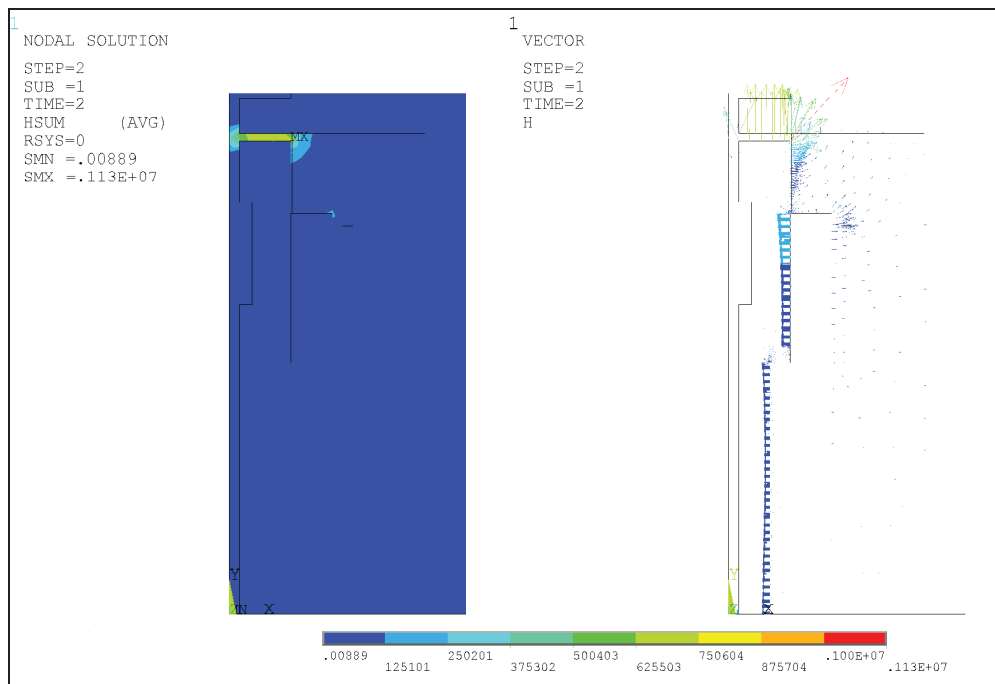 1
NODAL SOLUTION
STEP=2
SUB =1
TIME=2
HSUM (AVG)
RSYS=0
SMN =.00889
SMX =.113E+07
MX
Y
X
1
VECTOR
STEP=2
SUB =1
TIME=2
H
Y
Z
X
.00889
125101
250201
375302
500403
625503
750604
875704
.100E+07
.113E+07